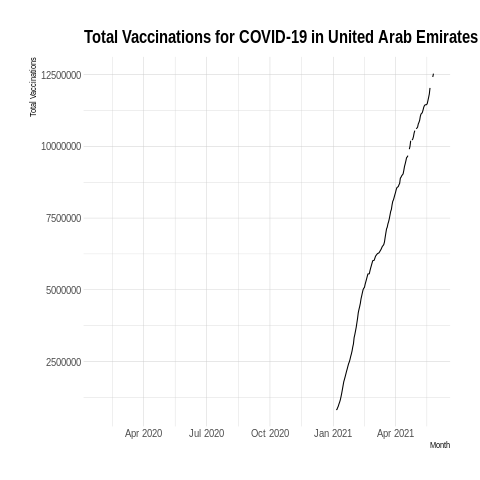 Total Vaccinations for COVID-19 in United Arab Emirates
Total Vaccinations
12500000
10000000
7500000
5000000
2500000
Apr 2020 Jul 2020 Oct 2020 Jan 2021 Apr 2021
Month